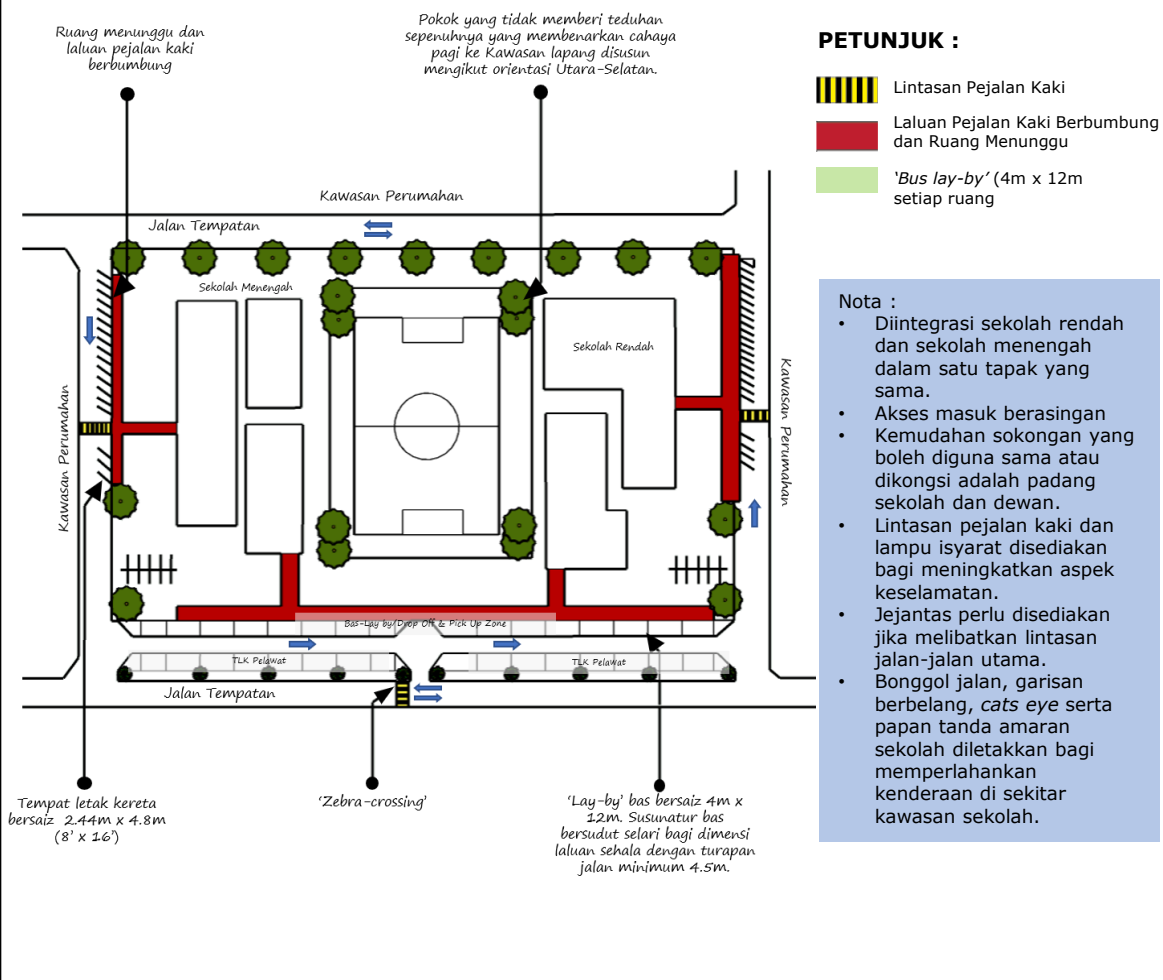 Ruang menunggu dan
laluan pejalan kaki
berbumbung
Pokok yang tidak memberi teduhan
sepenuhnya yang membenarkan cahaya
pagi ke Kawasan lapang disusun
mengikut orientasi Utara-Selatan.
PETUNJUK :
Lintasan Pejalan Kaki
Laluan Pejalan Kaki Berbumbung
dan Ruang Menunggu
‘Bus lay-by’ (4m x 12m
setiap ruang
Kawasan Perumahan
Jalan Tempatan
Sekolah Menengah
Sekolah Rendah
Kawasan Perumahan
Kawasan Perumahan
Bas-Lay by/Drop Off & Pick Up Zone
TLK Pelawat
TLK Pelawat
Jalan Tempatan
Tempat letak kereta
bersaiz 2.44m x 4.8m
(8’ x 16’)
‘Zebra-crossing’
‘Lay-by’ bas bersaiz 4m x
12m. Susunatur bas
bersudut selari bagi dimensi
laluan sehala dengan turapan
jalan minimum 4.5m.
Nota :
• Diintegrasi sekolah rendah
dan sekolah menengah
dalam satu tapak yang
sama.
• Akses masuk berasingan
• Kemudahan sokongan yang
boleh diguna sama atau
dikongsi adalah padang
sekolah dan dewan.
• Lintasan pejalan kaki dan
lampu isyarat disediakan
bagi meningkatkan aspek
keselamatan.
• Jejantas perlu disediakan
jika melibatkan lintasan
jalan-jalan utama.
• Bonggol jalan, garisan
berbelang, cats eye serta
papan tanda amaran
sekolah diletakkan bagi
memperlahankan
kenderaan di sekitar
kawasan sekolah.